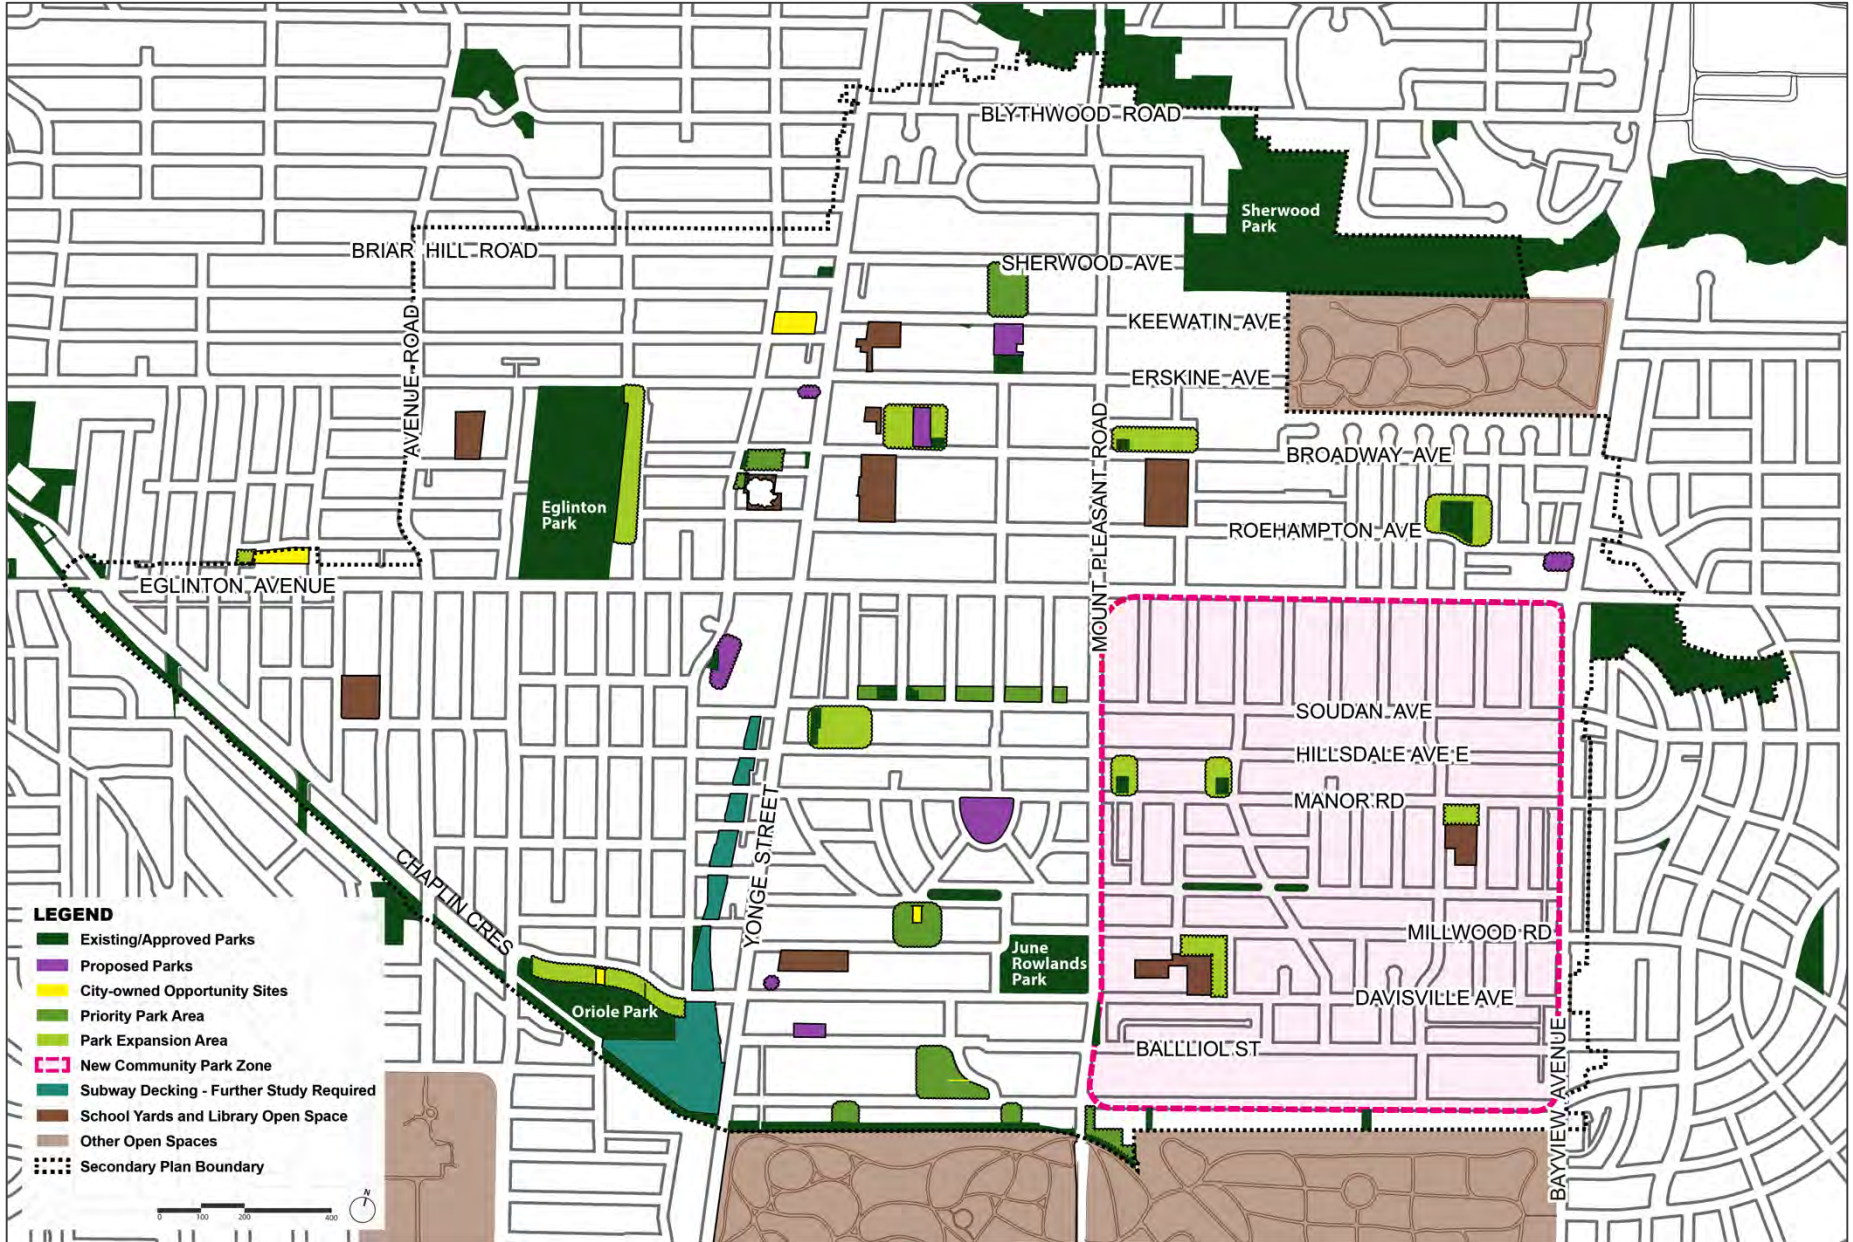 BLYTHWOOD ROAD
Sherwood
Park
BRIAR HILL ROAD
SHERWOOD AVE
KEEWATIN AVE
AVENUE ROAD
ERSKINE AVE
MOUNT PLEASANT ROAD
BROADWAY AVE
Eglinton
Park
ROEHAMPTON AVE
EGLINTON AVENUE
SOUDAN AVE
HILLSDALE AVE E
MANOR RD
YONGE STREET
CHAPLIN CRES
MILLWOOD RD
June
Rowlands
Park
DAVISVILLE AVE
Oriole Park
BALLLIOL ST
BAYVIEW AVENUE
LEGEND
Existing/Approved Parks
Proposed Parks
City-owned Opportunity Sites
Priority Park Area
Park Expansion Area
New Community Park Zone
Subway Decking - Further Study Required
School Yards and Library Open Space
Other Open Spaces
Secondary Plan Boundary
N
0 100 200 400